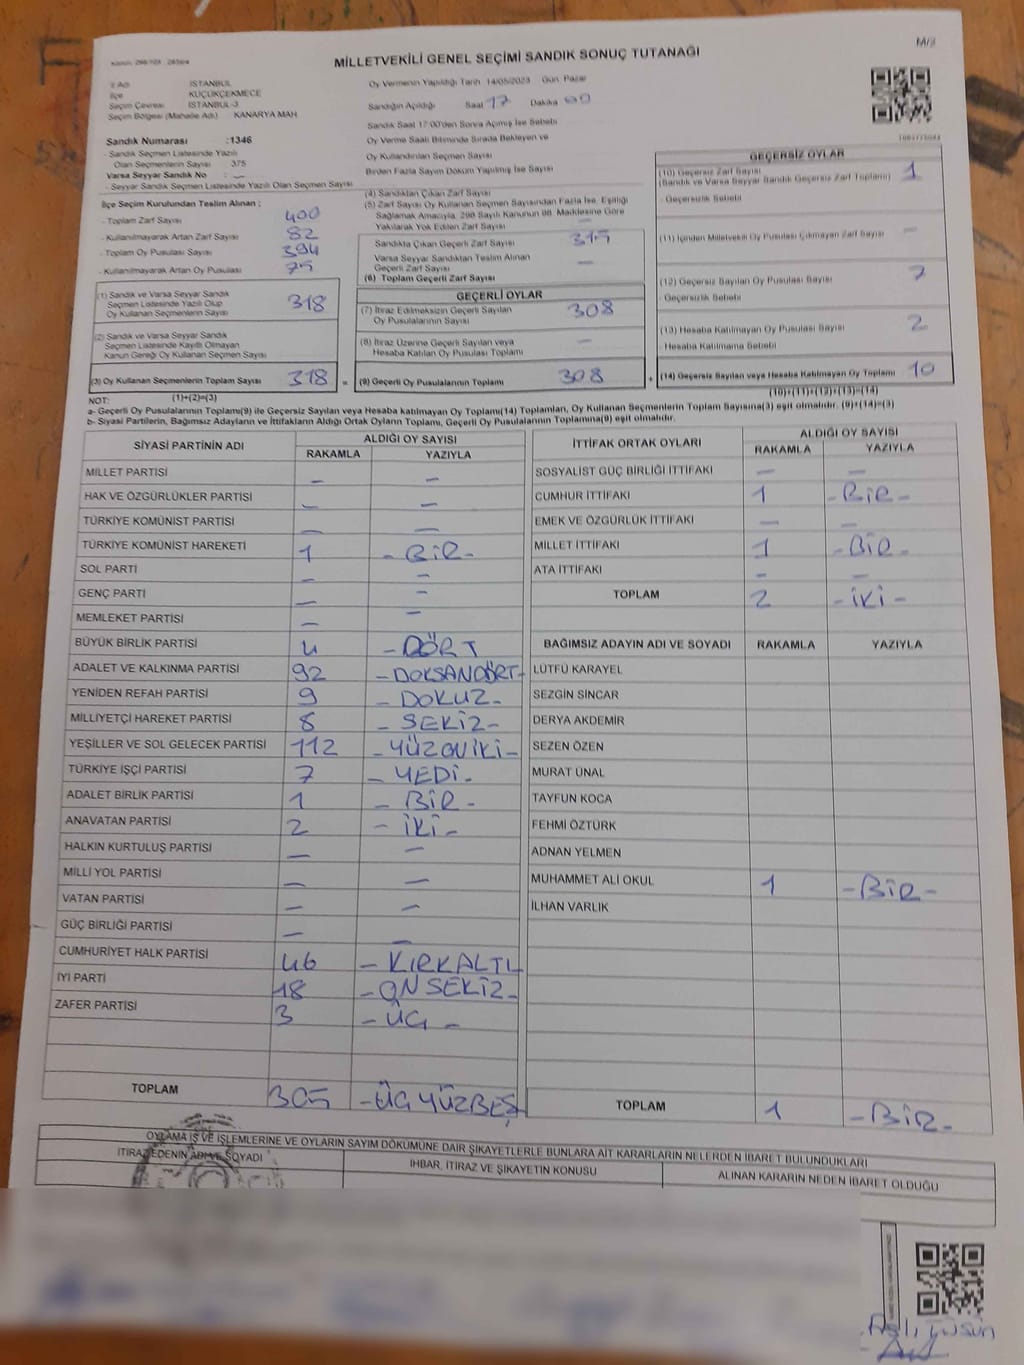 M/3
MİLLETVEKİLİ GENEL SEÇİMİ SANDIK SONUÇ TUTANAĞI
İl Adı İSTANBUL
İlçe KÜÇÜKÇEKMECE
Seçim Çevresi İSTANBUL-3
Seçim Bölgesi (Mahalle Adı) KANARYA MAH
Sandık Numarası :1346
- Sandık Seçmen Listesinde Yazılı
Olan Seçmenlerin Sayısı 375
Varsa Seyyar Sandık No : —
- Seyyar Sandık Seçmen Listesinde Yazılı Olan Seçmen Sayısı
Oy Vermenin Yapıldığı Tarih 14/05/2023 Gün Pazar
Sandığın Açıldığı Saat 17 Dakika 00
Sandık Saat 17:00'den Sonra Açılmış İse Sebebi
Oy Verme Saati Bitiminde Sırada Bekleyen ve
Oy Kullandırılan Seçmen Sayısı
Birden Fazla Sayım Döküm Yapılmış İse Sayısı
İlçe Seçim Kurulundan Teslim Alınan ;
- Toplam Zarf Sayısı 400
- Kullanılmayarak Artan Zarf Sayısı 82
- Toplam Oy Pusulası Sayısı 394
- Kullanılmayarak Artan Oy Pusulası 75
(1) Sandık ve Varsa Seyyar Sandık
Seçmen Listesinde Yazılı Olup
Oy Kullanan Seçmenlerin Sayısı 318
(2) Sandık ve Varsa Seyyar Sandık
Seçmen Listesinde Kayıtlı Olmayan
Kanun Gereği Oy Kullanan Seçmen Sayısı
(3) Oy Kullanan Seçmenlerin Toplam Sayısı 318 =
(1)+(2)=(3)
(4) Sandıktan Çıkan Zarf Sayısı
(5) Zarf Sayısı Oy Kullanan Seçmen Sayısından Fazla İse, Eşitliği
Sağlamak Amacıyla, 298 Sayılı Kanunun 98. Maddesine Göre
Yakılarak Yok Edilen Zarf Sayısı
Sandıkta Çıkan Geçerli Zarf Sayısı
Varsa Seyyar Sandıktan Teslim Alınan
Geçerli Zarf Sayısı —
(6) Toplam Geçerli Zarf Sayısı
GEÇERLİ OYLAR
(7) İtiraz Edilmeksizin Geçerli Sayılan
Oy Pusulalarının Sayısı 308
(8) İtiraz Üzerine Geçerli Sayılan veya
Hesaba Katılan Oy Pusulası Toplamı —
(9) Geçerli Oy Pusulalarının Toplamı 308 +
GEÇERSİZ OYLAR
(10) Geçersiz Zarf Sayısı 1
(Sandık ve Varsa Seyyar Sandık Geçersiz Zarf Toplamı)
- Geçersizlik Sebebi
(11) İçinden Milletvekili Oy Pusulası Çıkmayan Zarf Sayısı —
(12) Geçersiz Sayılan Oy Pusulası Sayısı 7
- Geçersizlik Sebebi
(13) Hesaba Katılmayan Oy Pusulası Sayısı 2
- Hesaba Katılmama Sebebi
(14) Geçersiz Sayılan veya Hesaba Katılmayan Oy Toplamı 10
(10)+(11)+(12)+(13)=(14)
NOT:
a- Geçerli Oy Pusulalarının Toplamı(9) ile Geçersiz Sayılan veya Hesaba katılmayan Oy Toplamı(14) Toplamları, Oy Kullanan Seçmenlerin Toplam Sayısına(3) eşit olmalıdır. (9)+(14)=(3)
b- Siyasi Partilerin, Bağımsız Adayların ve İttifakların Aldığı Ortak Oyların Toplamı, Geçerli Oy Pusulalarının Toplamına(9) eşit olmalıdır.
SİYASİ PARTİNİN ADI ALDIĞI OY SAYISI
RAKAMLA YAZIYLA
MİLLET PARTİSİ — —
HAK VE ÖZGÜRLÜKLER PARTİSİ — —
TÜRKİYE KOMÜNİST PARTİSİ — —
TÜRKİYE KOMÜNİST HAREKETİ 1 - BİR -
SOL PARTİ — —
GENÇ PARTİ — —
MEMLEKET PARTİSİ — —
BÜYÜK BİRLİK PARTİSİ 4 - DÖRT
ADALET VE KALKINMA PARTİSİ 92 - DOKSANDÖRT-
YENİDEN REFAH PARTİSİ 9 - DOKUZ -
MİLLİYETÇİ HAREKET PARTİSİ 8 - SEKİZ -
YEŞİLLER VE SOL GELECEK PARTİSİ 112 - YÜZONİKİ -
TÜRKİYE İŞÇİ PARTİSİ 7 - YEDİ -
ADALET BİRLİK PARTİSİ 1 - BİR -
ANAVATAN PARTİSİ 2 - İKİ -
HALKIN KURTULUŞ PARTİSİ — —
MİLLİ YOL PARTİSİ — —
VATAN PARTİSİ — —
GÜÇ BİRLİĞİ PARTİSİ — —
CUMHURİYET HALK PARTİSİ 46 - KIRKALTI
İYİ PARTİ 18 - ONSEKİZ -
ZAFER PARTİSİ 3 - ÜÇ -
TOPLAM 305 - ÜÇYÜZBEŞ
İTTİFAK ORTAK OYLARI ALDIĞI OY SAYISI
RAKAMLA YAZIYLA
SOSYALİST GÜÇ BİRLİĞİ İTTİFAKI — —
CUMHUR İTTİFAKI 1 - BİR -
EMEK VE ÖZGÜRLÜK İTTİFAKI — —
MİLLET İTTİFAKI 1 - BİR -
ATA İTTİFAKI — —
TOPLAM 2 - İKİ -
BAĞIMSIZ ADAYIN ADI VE SOYADI RAKAMLA YAZIYLA
LÜTFÜ KARAYEL
SEZGİN SİNCAR
DERYA AKDEMİR
SEZEN ÖZEN
MURAT ÜNAL
TAYFUN KOCA
FEHMİ ÖZTÜRK
ADNAN YELMEN
MUHAMMET ALİ OKUL 1 - BİR -
İLHAN VARLIK
TOPLAM 1 - BİR -
OYLAMA İŞ VE İŞLEMLERİNE VE OYLARIN SAYIM DÖKÜMÜNE DAİR ŞİKAYETLERLE BUNLARA AİT KARARLARIN NELERDEN İBARET BULUNDUKLARI
İTİRAZ EDENİN ADI VE SOYADI
İHBAR, İTİRAZ VE ŞİKAYETİN KONUSU
ALINAN KARARIN NEDEN İBARET OLDUĞU